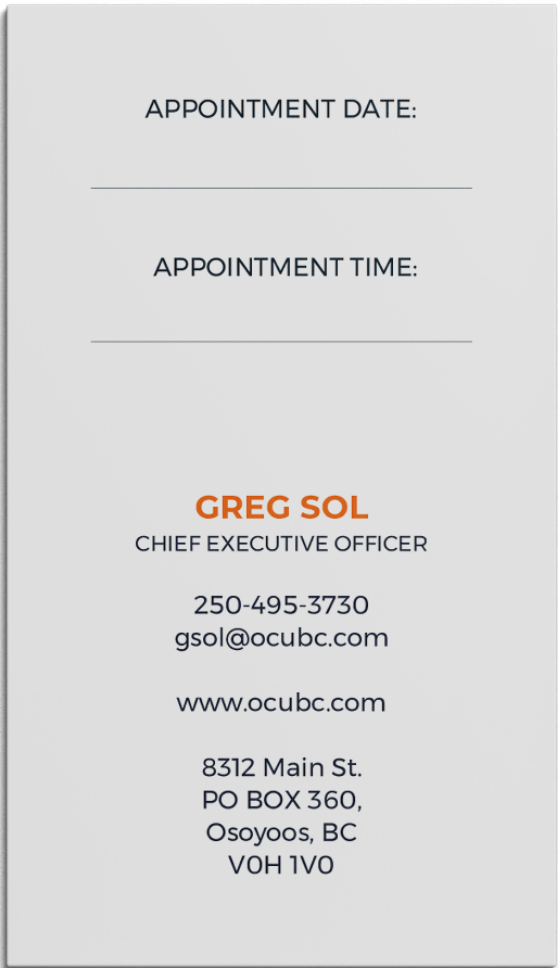 APPOINTMENT DATE:
APPOINTMENT TIME:
GREG SOL
CHIEF EXECUTIVE OFFICER
250-495-3730
gsol@ocubc.com
www.ocubc.com
8312 Main St.
PO BOX 360,
Osoyoos, BC
V0H 1V0